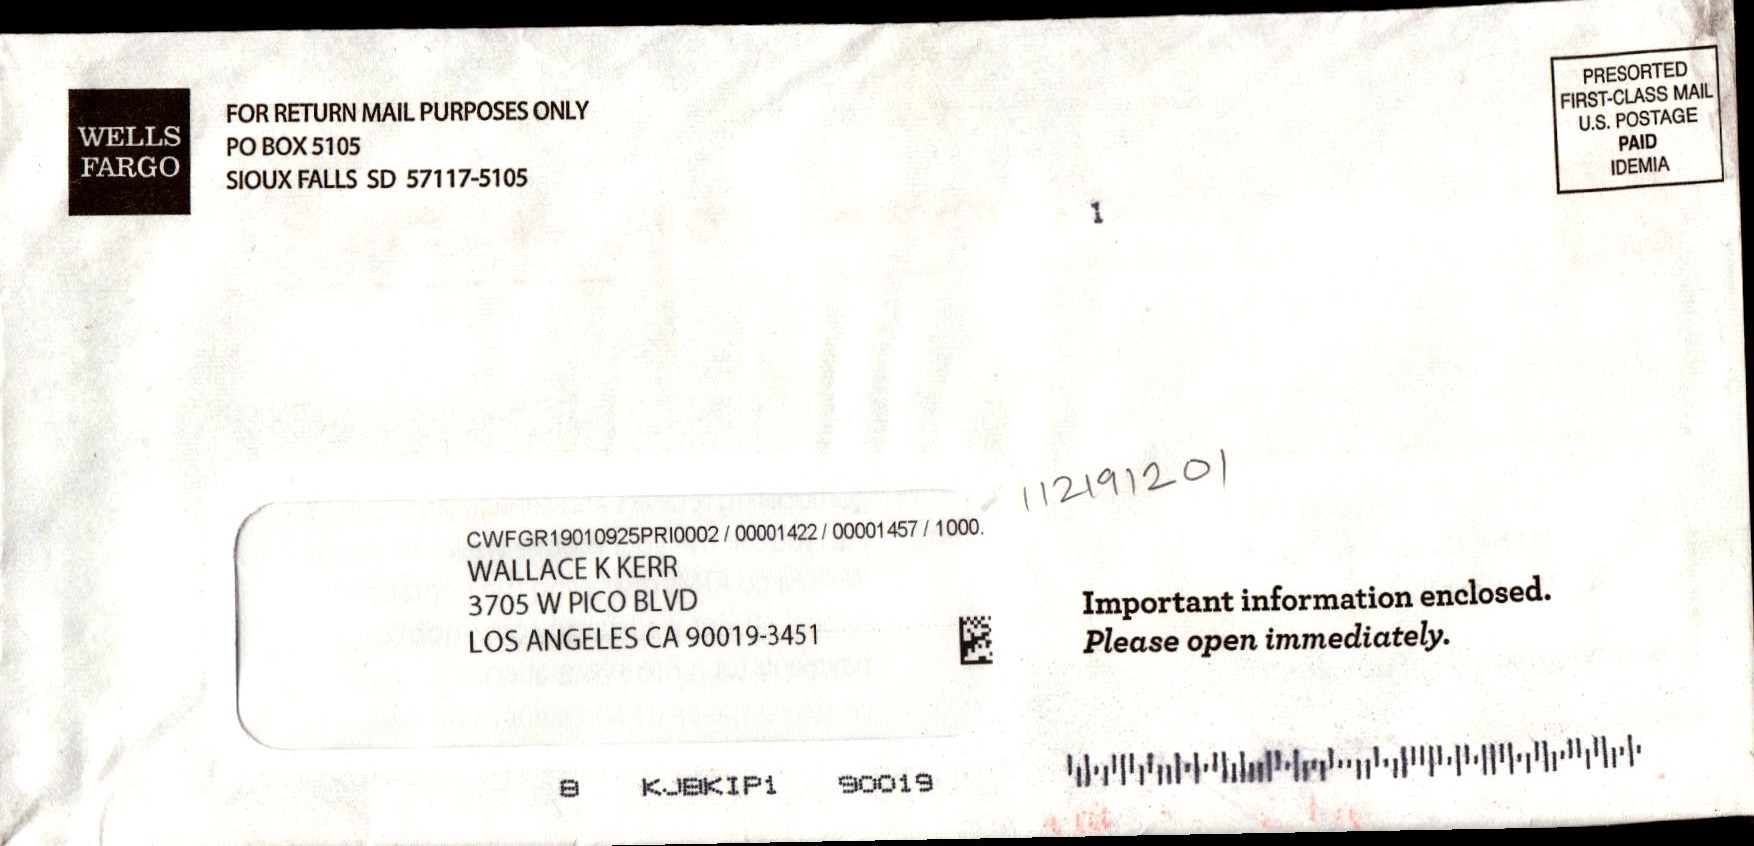 WELLS
FARGO
FOR RETURN MAIL PURPOSES ONLY
PO BOX 5105
SIOUX FALLS SD 57117-5105
PRESORTED
FIRST-CLASS MAIL
U.S. POSTAGE
PAID
IDEMIA
1
112191201
CWFGR19010925PRI0002 / 00001422 / 00001457 / 1000.
WALLACE K KERR
3705 W PICO BLVD
LOS ANGELES CA 90019-3451
Important information enclosed.
Please open immediately.
8 KJBKIP1 90019